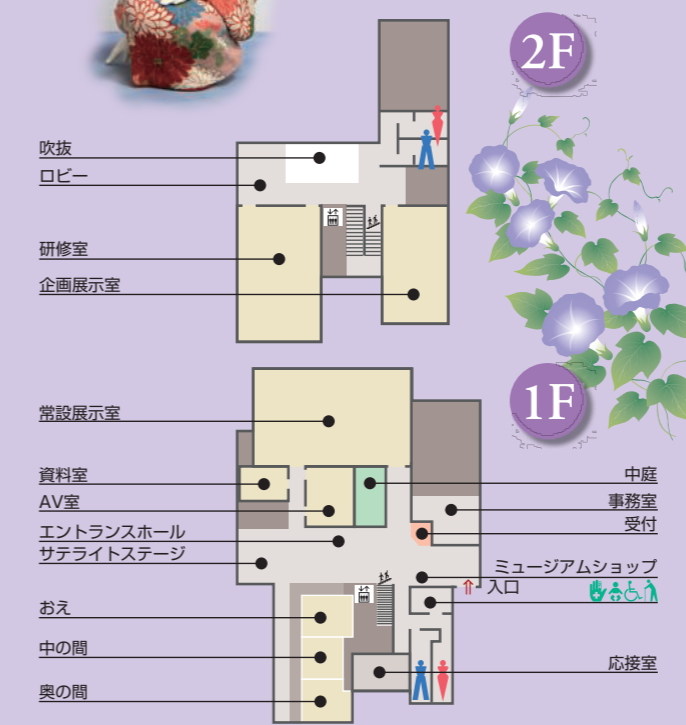 2F
吹抜
ロビー
研修室
企画展示室
1F
常設展示室
資料室
AV室
エントランスホール
サテライトステージ
おえ
中の間
奥の間
中庭
事務室
受付
ミュージアムショップ
入口
応接室